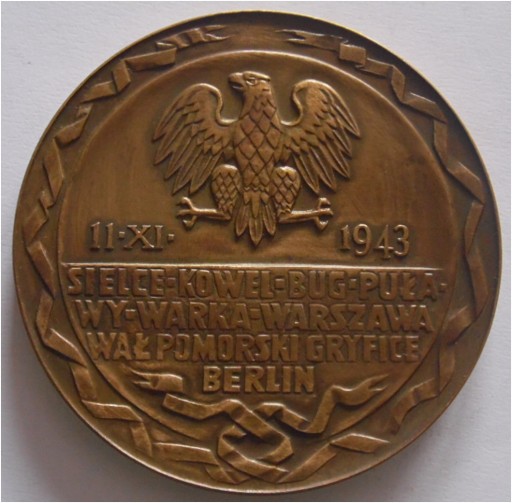 11·XI· 1943
SIELCE-KOWEL-BUG-PUŁA-
WY-WARKA-WARSZAWA
WAŁ POMORSKI GRYFICE
BERLIN